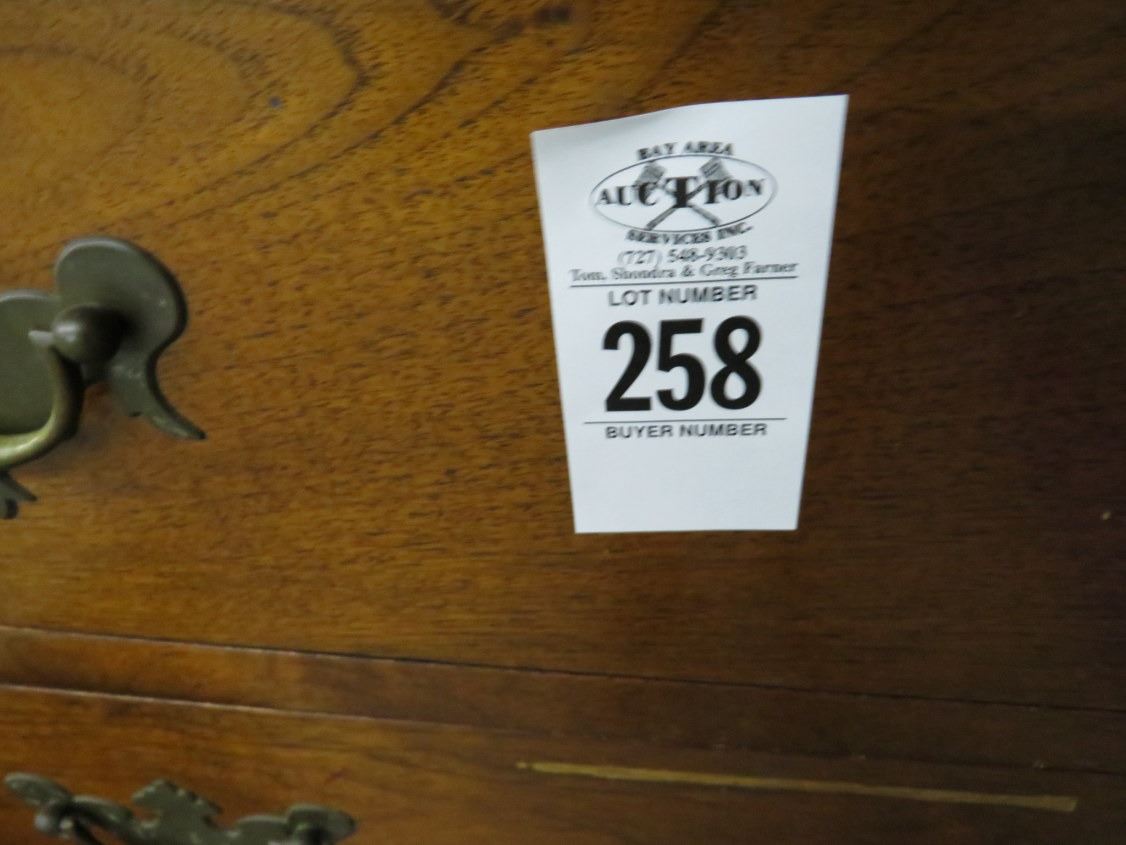 BAY AREA
AUCTION
SERVICES INC.
(727) 548-9303
Tom, Shondra & Greg Farner
LOT NUMBER
258
BUYER NUMBER